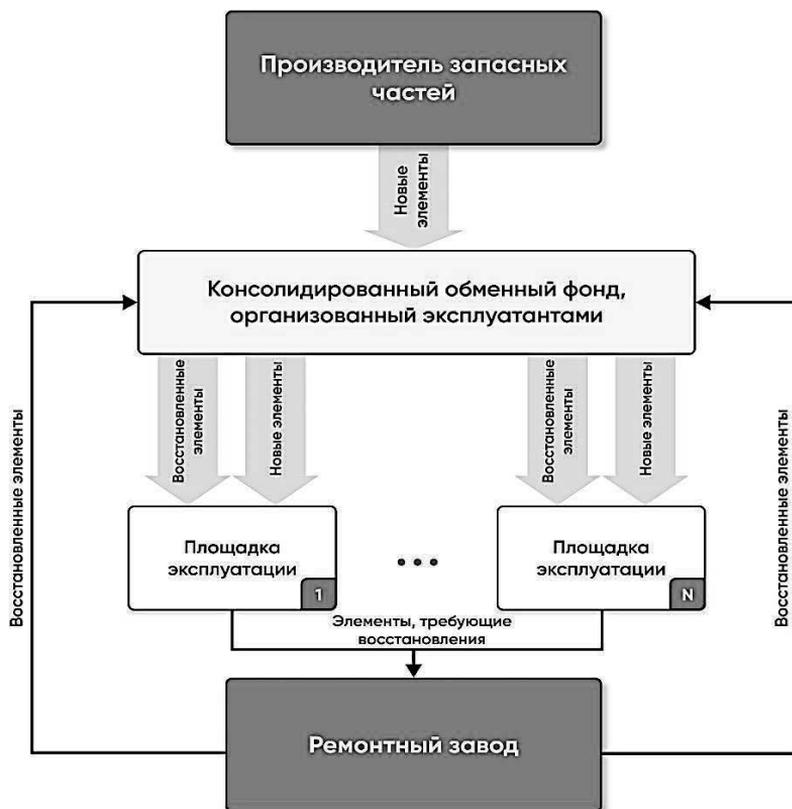 Производитель запасных
частей
Новые
элементы
Консолидированный обменный фонд,
организованный эксплуатантами
Восстановленные
элементы
Новые элементы
Восстановленные
элементы
Новые элементы
Восстановленные элементы
Восстановленные элементы
Площадка
эксплуатации
1
...
Площадка
эксплуатации
N
Элементы, требующие
восстановления
Ремонтный завод